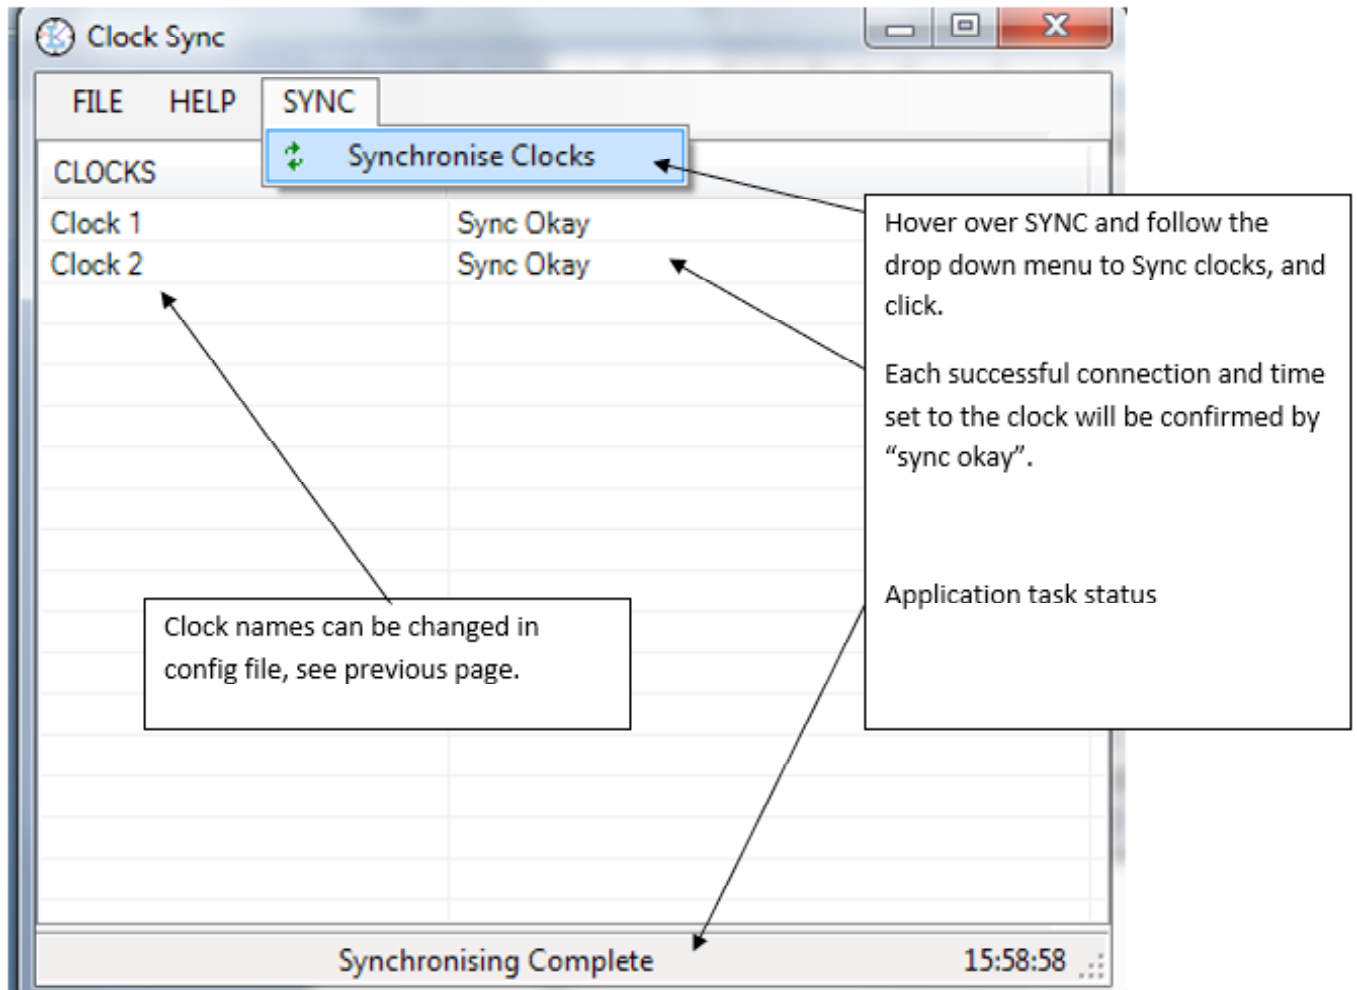 Clock Sync
FILE HELP SYNC
Synchronise Clocks
CLOCKS
Clock 1 Sync Okay
Clock 2 Sync Okay
Hover over SYNC and follow the
drop down menu to Sync clocks, and
click.
Each successful connection and time
set to the clock will be confirmed by
“sync okay”.
Application task status
Clock names can be changed in
config file, see previous page.
Synchronising Complete 15:58:58